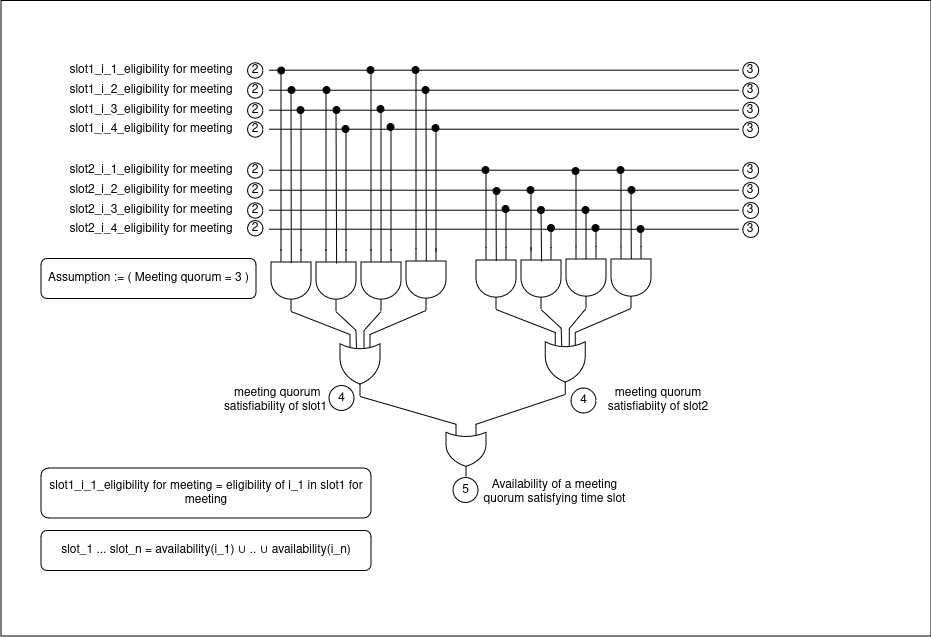 slot1_i_1_eligibility for meeting 2 3
slot1_i_2_eligibility for meeting 2 3
slot1_i_3_eligibility for meeting 2 3
slot1_i_4_eligibility for meeting 2 3
slot2_i_1_eligibility for meeting 2 3
slot2_i_2_eligibility for meeting 2 3
slot2_i_3_eligibility for meeting 2 3
slot2_i_4_eligibility for meeting 2 3
Assumption := ( Meeting quorum = 3 )
meeting quorum
satisfiability of slot1
4
4
meeting quorum
satisfiabiity of slot2
5
Availability of a meeting
quorum satisfying time slot
slot1_i_1_eligibility for meeting = eligibility of i_1 in slot1 for
meeting
slot_1 ... slot_n = availability(i_1) ∪ .. ∪ availability(i_n)